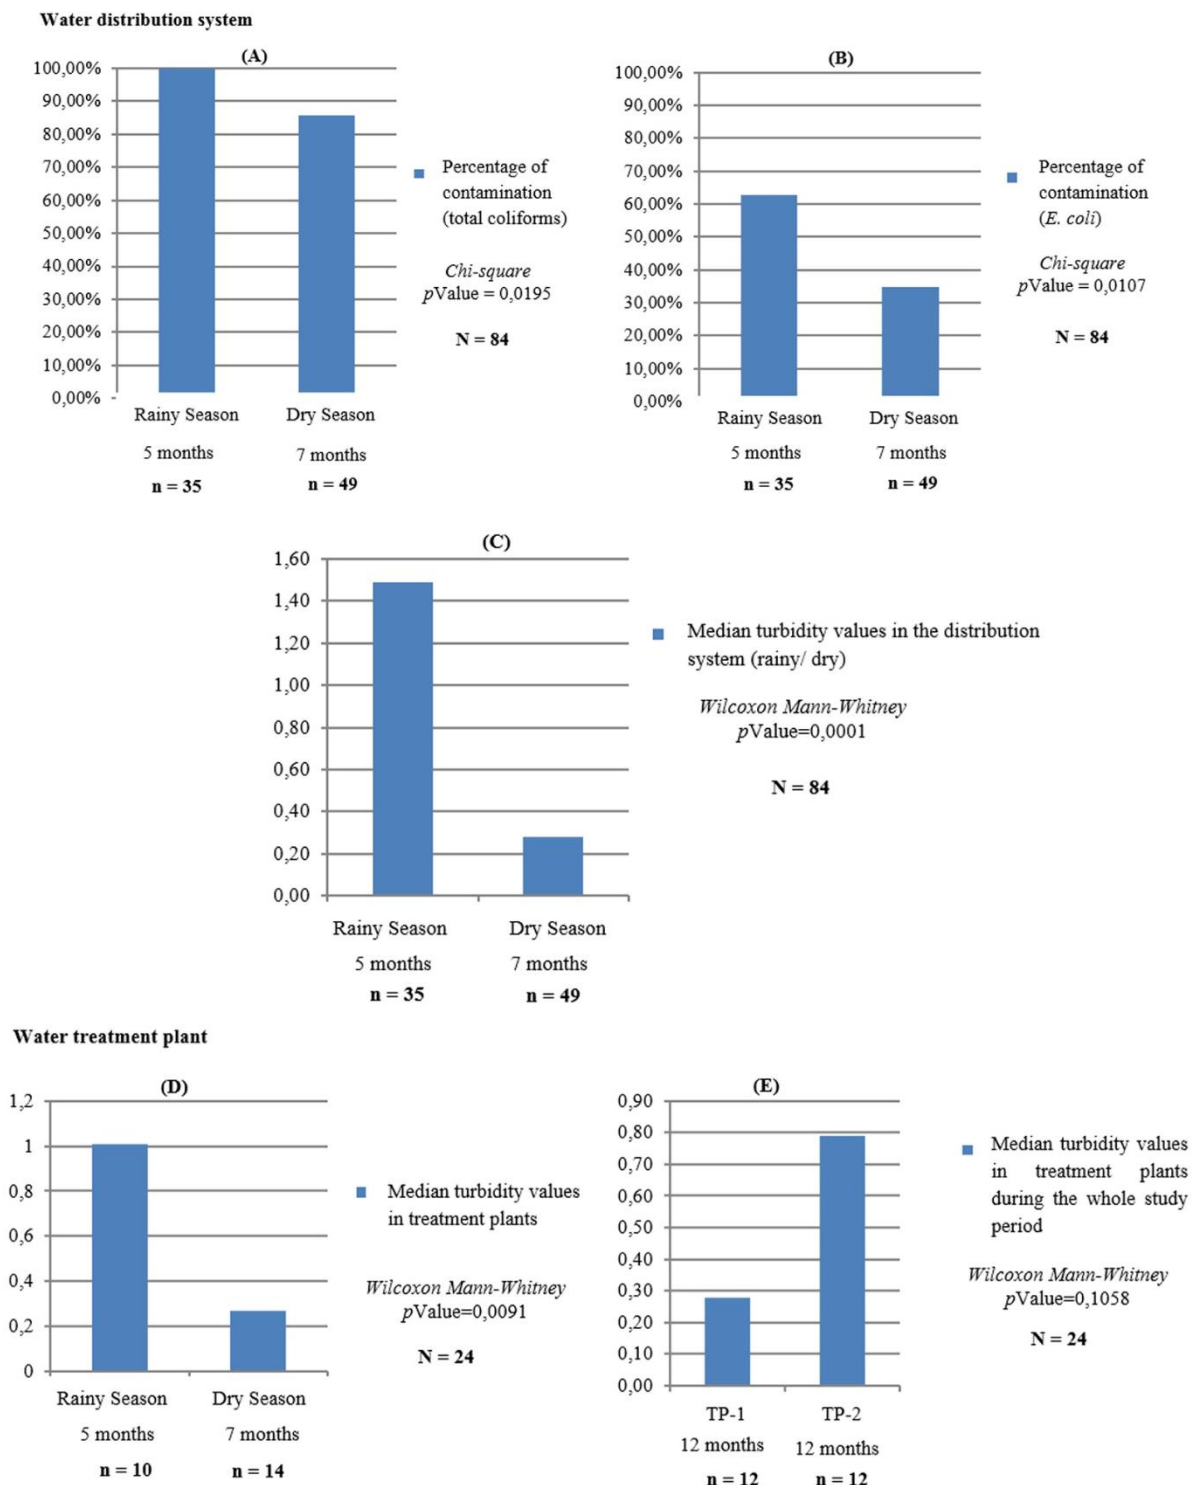 Water distribution system
(A)
100,00%
90,00%
80,00%
70,00%
60,00%
50,00%
40,00%
30,00%
20,00%
10,00%
0,00%
Rainy Season
Dry Season
5 months
7 months
n = 35
n = 49
Percentage of
contamination
(total coliforms)
Chi-square
pValue = 0,0195
N = 84
(B)
100,00%
90,00%
80,00%
70,00%
60,00%
50,00%
40,00%
30,00%
20,00%
10,00%
0,00%
Rainy Season
Dry Season
5 months
7 months
n = 35
n = 49
Percentage of
contamination
(E. coli)
Chi-square
pValue = 0,0107
N = 84
(C)
1,60
1,40
1,20
1,00
0,80
0,60
0,40
0,20
0,00
Rainy Season
Dry Season
5 months
7 months
n = 35
n = 49
Median turbidity values in the distribution
system (rainy/ dry)
Wilcoxon Mann-Whitney
pValue=0,0001
N = 84
Water treatment plant
(D)
1,2
1
0,8
0,6
0,4
0,2
0
Rainy Season
Dry Season
5 months
7 months
n = 10
n = 14
Median turbidity values
in treatment plants
Wilcoxon Mann-Whitney
pValue=0,0091
N = 24
(E)
0,90
0,80
0,70
0,60
0,50
0,40
0,30
0,20
0,10
0,00
TP-1
TP-2
12 months
12 months
n = 12
n = 12
Median turbidity values
in treatment plants
during the whole study
period
Wilcoxon Mann-Whitney
pValue=0,1058
N = 24